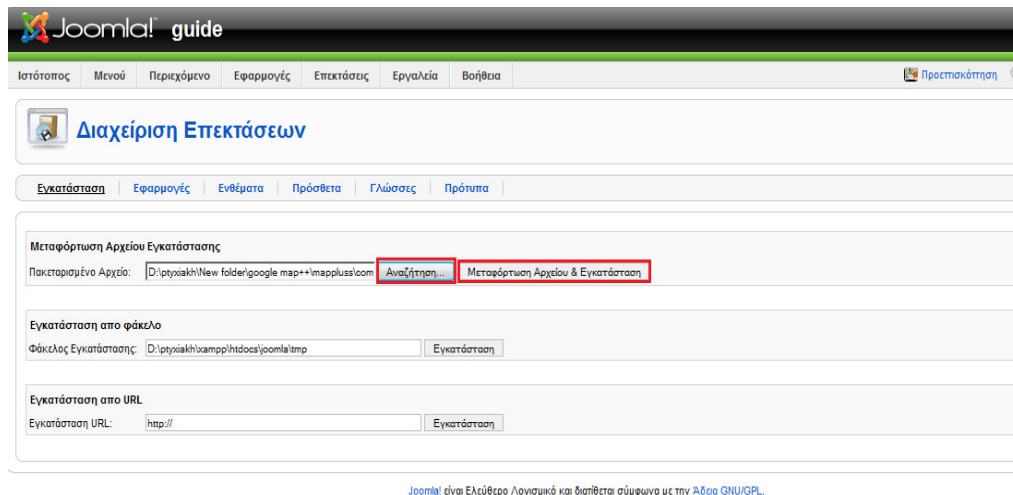 Joomla! guide
Ιστότοπος Μενού Περιεχόμενο Εφαρμογές Επεκτάσεις Εργαλεία Βοήθεια Προεπισκόπηση
Διαχείριση Επεκτάσεων
Εγκατάσταση Εφαρμογές Ενθέματα Πρόσθετα Γλώσσες Πρότυπα
Μεταφόρτωση Αρχείου Εγκατάστασης
Πακεταρισμένο Αρχείο: D:\ptyxiakh\New folder\google map++\mappluss\com Αναζήτηση... Μεταφόρτωση Αρχείου & Εγκατάσταση
Εγκατάσταση απο φάκελο
Φάκελος Εγκατάστασης: D:\ptyxiakh\xampp\htdocs\joomla\tmp Εγκατάσταση
Εγκατάσταση απο URL
Εγκατάσταση URL: http:// Εγκατάσταση
Joomla! είναι Ελεύθερο Λογισμικό και διατίθεται σύμφωνα με την Άδεια GNU/GPL.